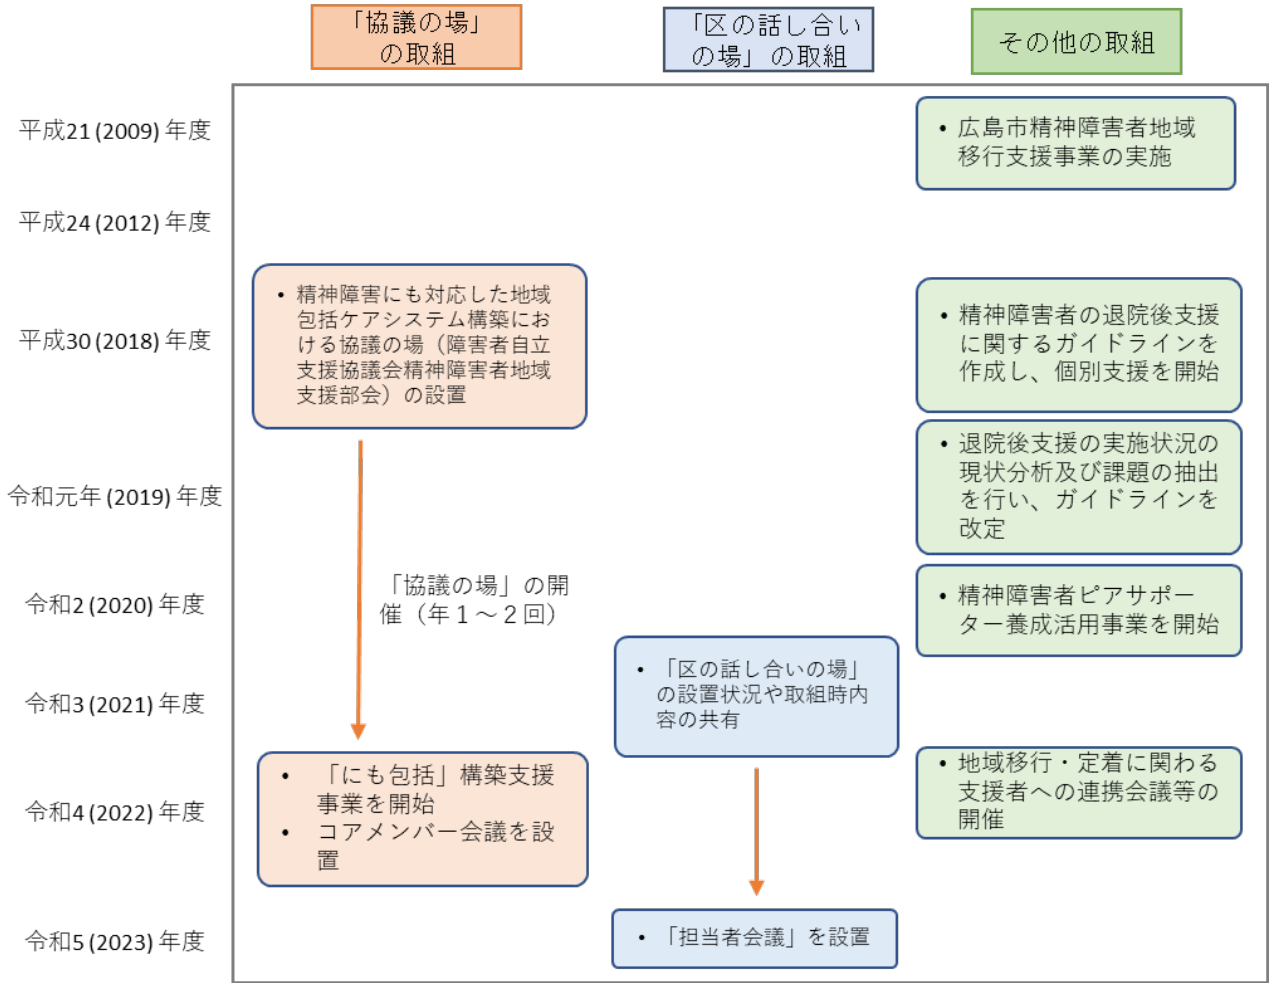 「協議の場」
の取組
「区の話し合い
の場」の取組
その他の取組
平成21 (2009) 年度
• 広島市精神障害者地域
移行支援事業の実施
平成24 (2012) 年度
平成30 (2018) 年度
• 精神障害にも対応した地域
包括ケアシステム構築にお
ける協議の場（障害者自立
支援協議会精神障害者地域
支援部会）の設置
• 精神障害者の退院後支援
に関するガイドラインを
作成し、個別支援を開始
令和元年 (2019) 年度
• 退院後支援の実施状況の
現状分析及び課題の抽出
を行い、ガイドラインを
改定
「協議の場」の開
催（年１～２回）
令和2 (2020) 年度
• 精神障害者ピアサポー
ター養成活用事業を開始
令和3 (2021) 年度
• 「区の話し合いの場」
の設置状況や取組時内
容の共有
令和4 (2022) 年度
• 「にも包括」構築支援
事業を開始
• コアメンバー会議を設
置
• 地域移行・定着に関わる
支援者への連携会議等の
開催
令和5 (2023) 年度
• 「担当者会議」を設置